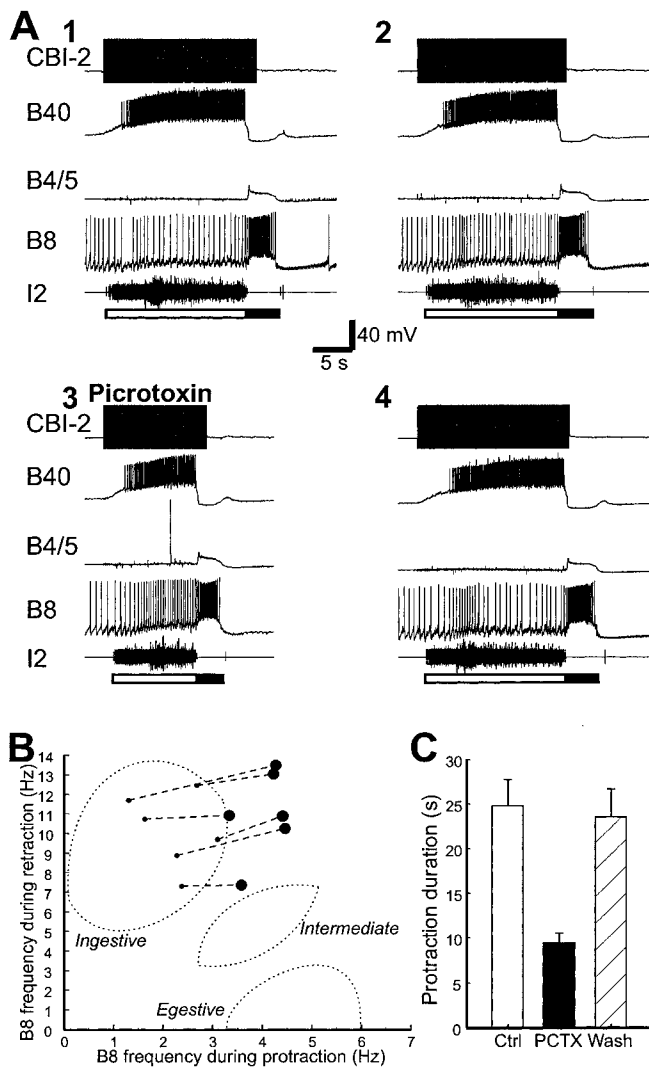 A 1 2
CBI-2
B40
B4/5
B8
I2
40 mV
5 s
3 Picrotoxin 4
CBI-2
B40
B4/5
B8
I2
B
B8 frequency during retraction (Hz)
14
13
12
11
10
9
8
7
6
5
4
3
2
1
0
Ingestive
Intermediate
Egestive
0 1 2 3 4 5 6 7
B8 frequency during protraction (Hz)
C
Protraction duration (s)
30
25
20
15
10
5
0
Ctrl PCTX Wash